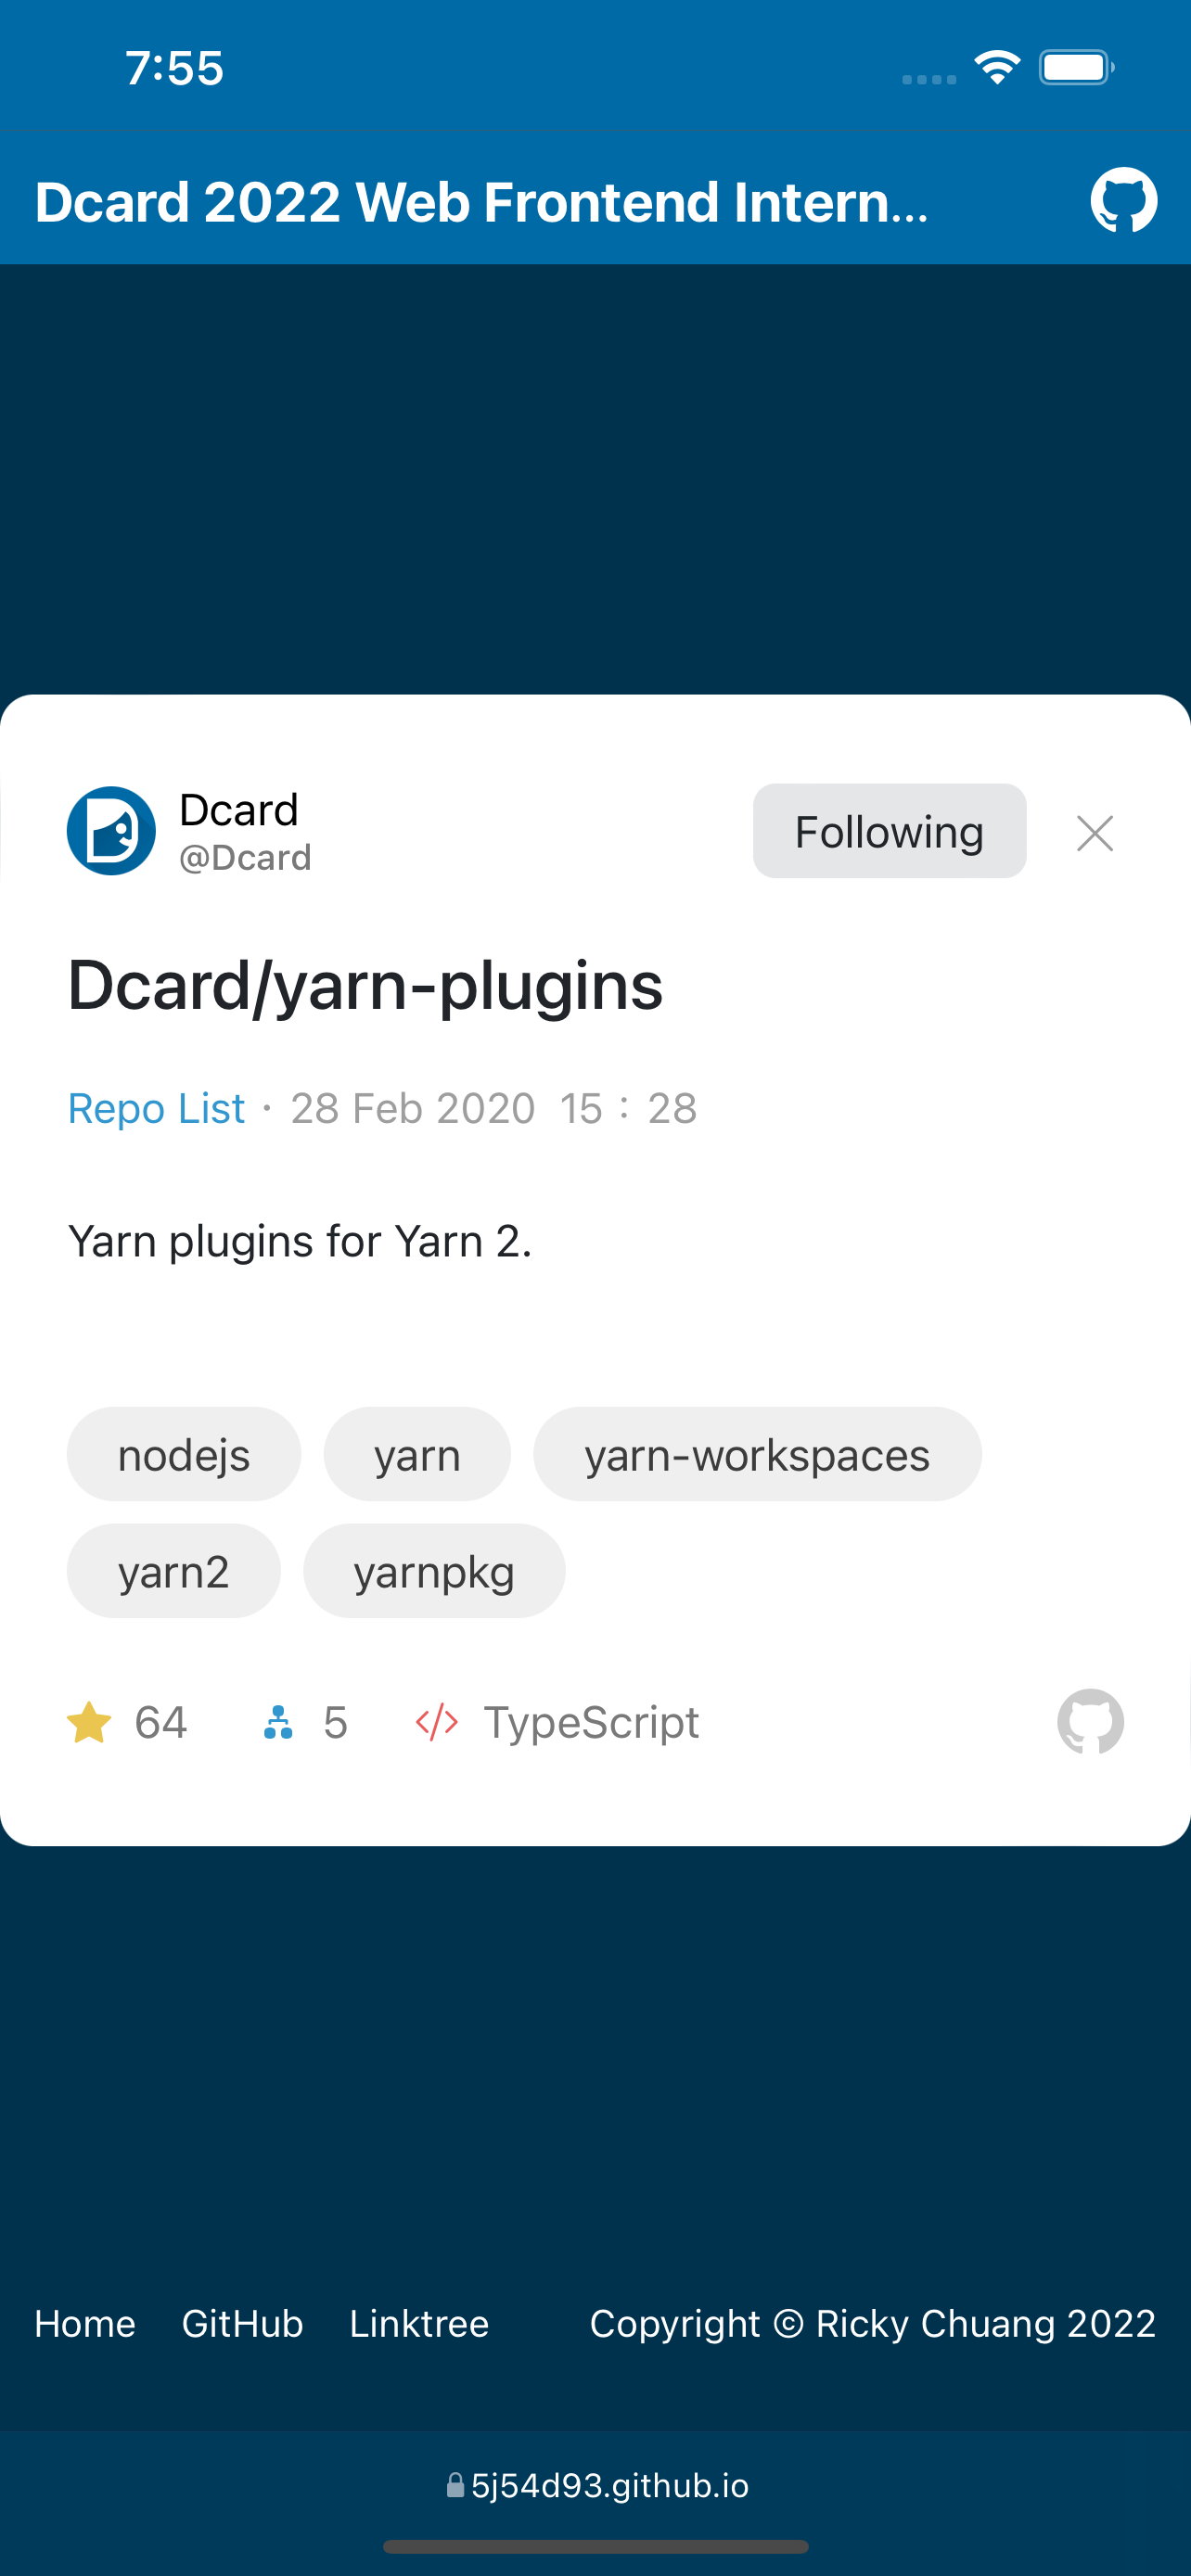 7:55
Dcard 2022 Web Frontend Intern...
Dcard
@Dcard
Following
Dcard/yarn-plugins
Repo List · 28 Feb 2020 15 : 28
Yarn plugins for Yarn 2.
nodejs yarn yarn-workspaces
yarn2 yarnpkg
64 5 </> TypeScript
Home GitHub Linktree Copyright © Ricky Chuang 2022
5j54d93.github.io